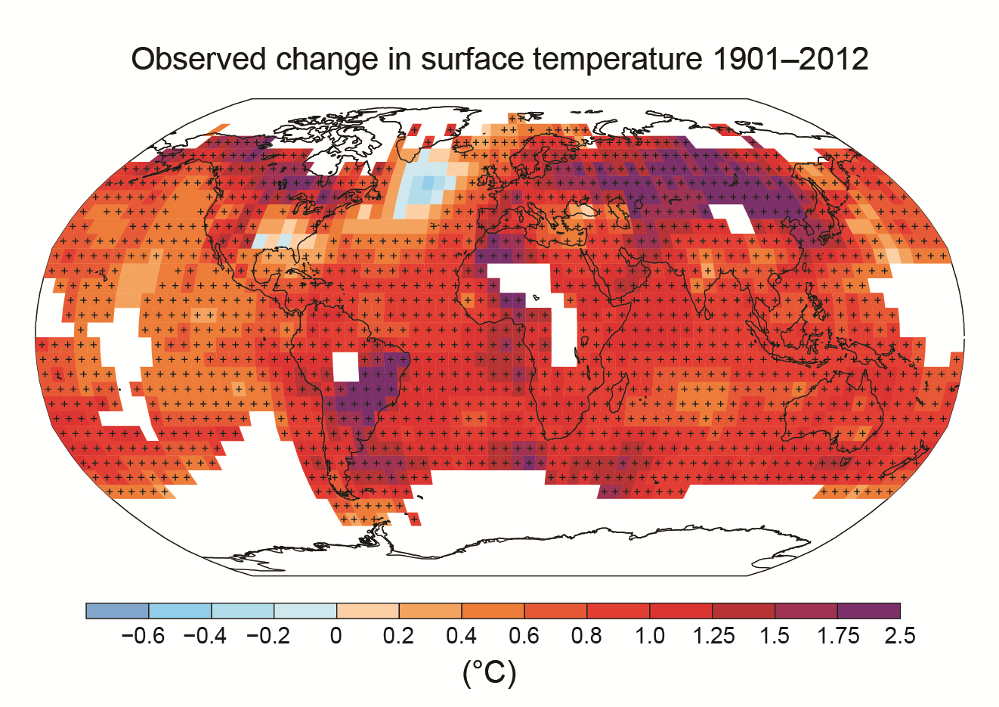 Observed change in surface temperature 1901–2012
−0.6 −0.4 −0.2 0 0.2 0.4 0.6 0.8 1.0 1.25 1.5 1.75 2.5
(°C)